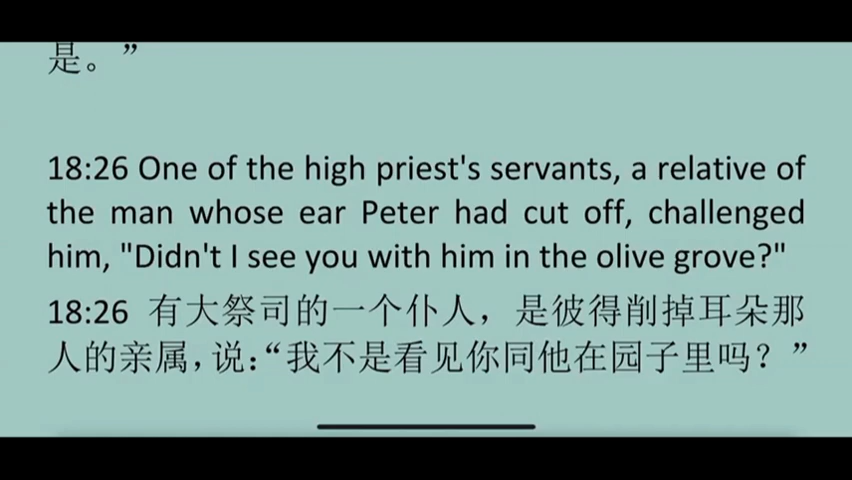 是。”
18:26 One of the high priest's servants, a relative of
the man whose ear Peter had cut off, challenged
him, "Didn't I see you with him in the olive grove?"
18:26 有大祭司的一个仆人，是彼得削掉耳朵那
人的亲属，说：“我不是看见你同他在园子里吗？”